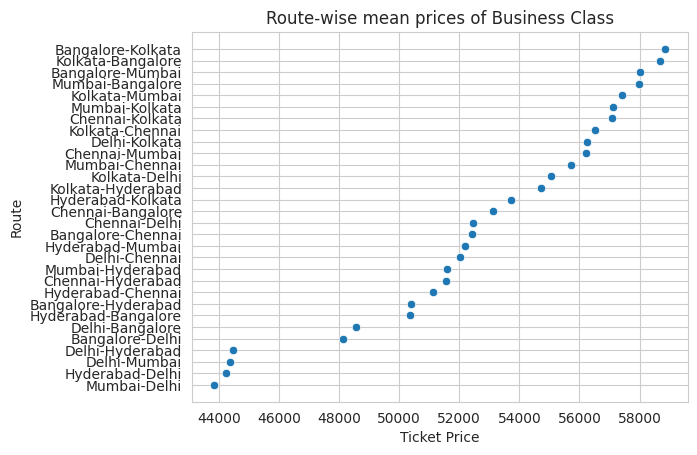 Route-wise mean prices of Business Class
Bangalore-Kolkata
Kolkata-Bangalore
Bangalore-Mumbai
Mumbai-Bangalore
Kolkata-Mumbai
Mumbai-Kolkata
Chennai-Kolkata
Kolkata-Chennai
Delhi-Kolkata
Chennai-Mumbai
Mumbai-Chennai
Kolkata-Delhi
Kolkata-Hyderabad
Hyderabad-Kolkata
Chennai-Bangalore
Chennai-Delhi
Bangalore-Chennai
Hyderabad-Mumbai
Delhi-Chennai
Mumbai-Hyderabad
Chennai-Hyderabad
Hyderabad-Chennai
Bangalore-Hyderabad
Hyderabad-Bangalore
Delhi-Bangalore
Bangalore-Delhi
Delhi-Hyderabad
Delhi-Mumbai
Hyderabad-Delhi
Mumbai-Delhi
Route
44000 46000 48000 50000 52000 54000 56000 58000
Ticket Price